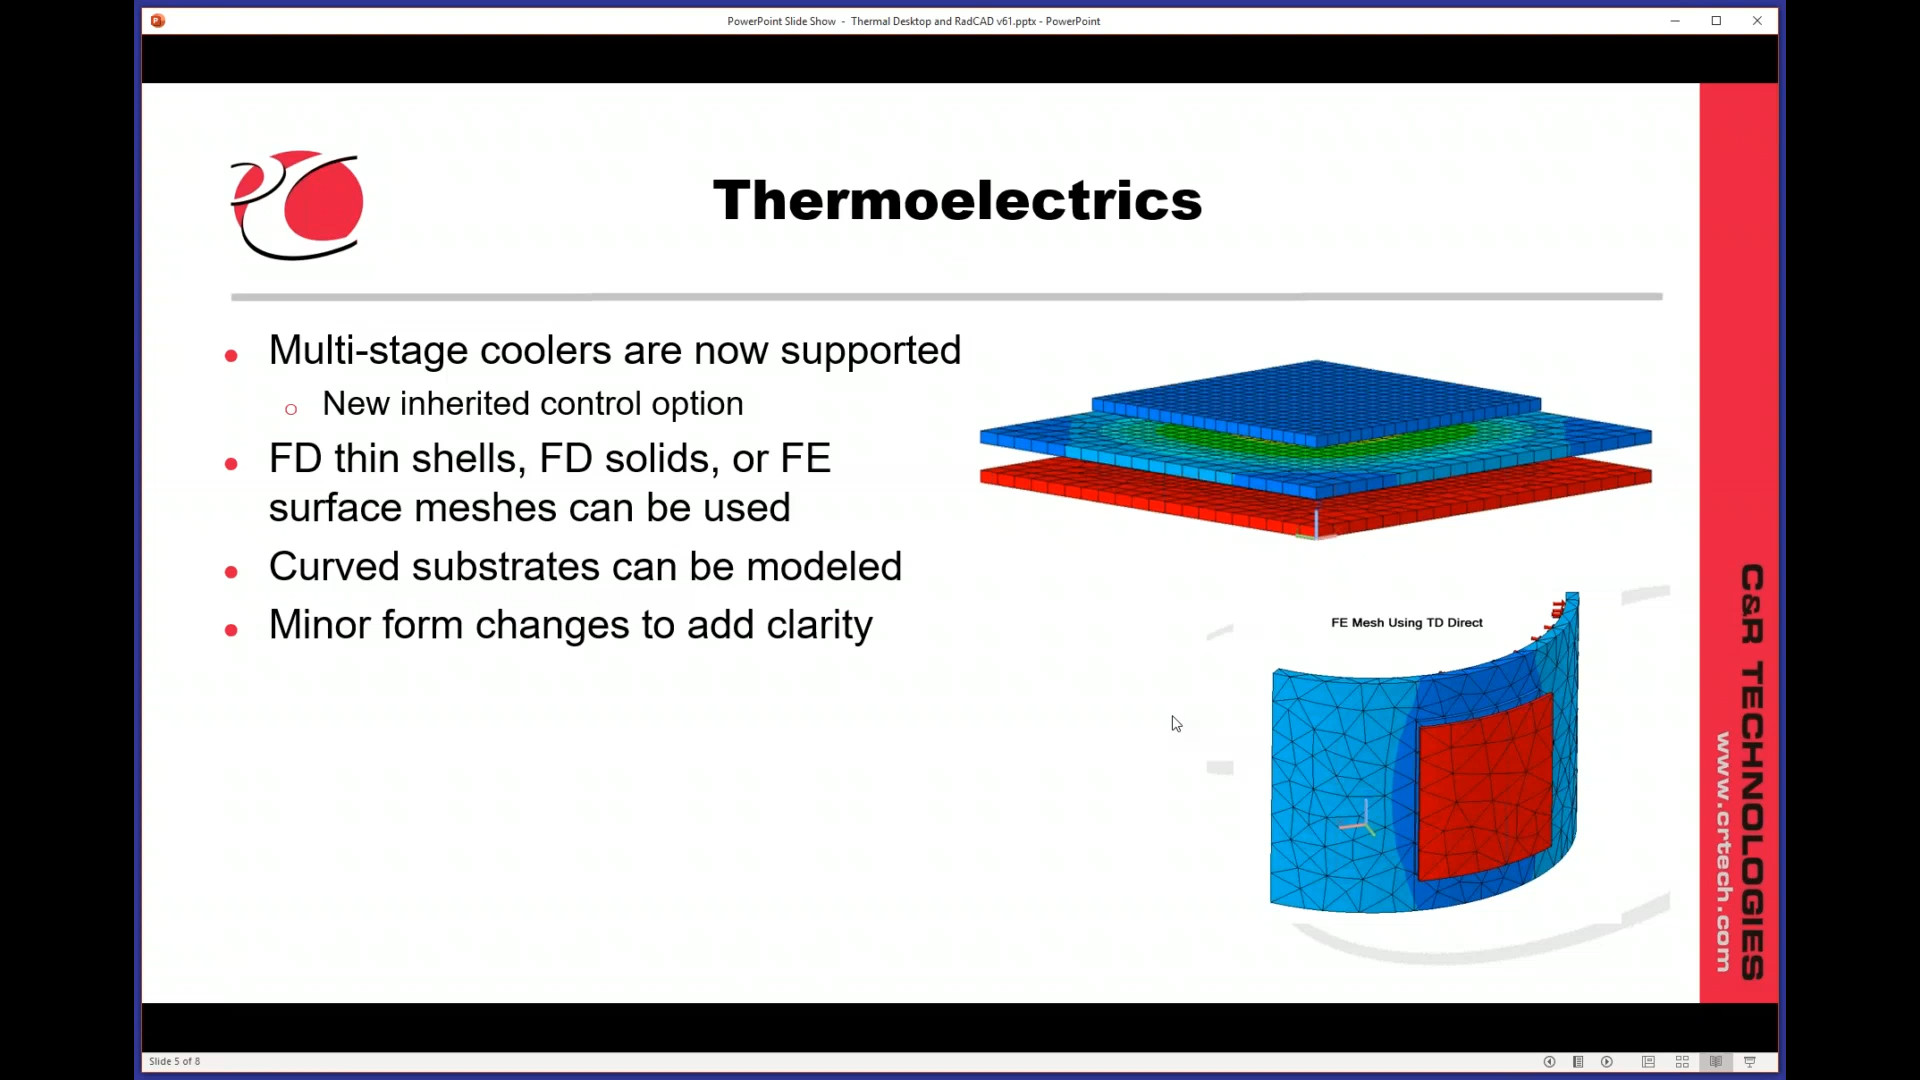 PowerPoint Slide Show - Thermal Desktop and RadCAD v61.pptx - PowerPoint
Thermoelectrics
Multi-stage coolers are now supported
New inherited control option
FD thin shells, FD solids, or FE
surface meshes can be used
Curved substrates can be modeled
Minor form changes to add clarity
FE Mesh Using TD Direct
C&R TECHNOLOGIES
www.crtech.com
Slide 5 of 8